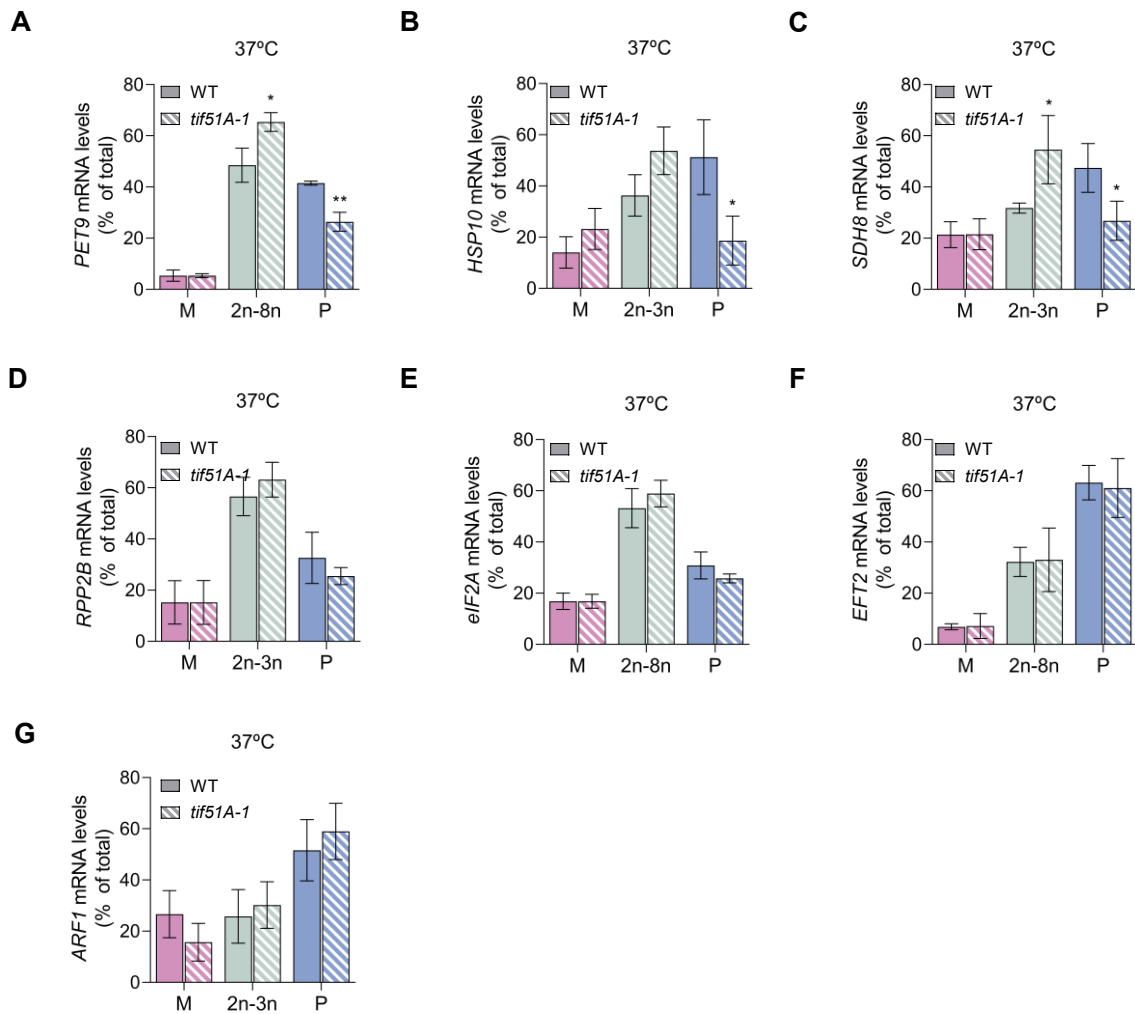 A
37ºC
PET9 mRNA levels
(% of total)
80
60
40
20
0
WT
tif51A-1
*
**
M
2n-8n
P
B
37ºC
HSP10 mRNA levels
(% of total)
80
60
40
20
0
WT
tif51A-1
*
M
2n-3n
P
C
37ºC
SDH8 mRNA levels
(% of total)
80
60
40
20
0
WT
tif51A-1
*
*
M
2n-3n
P
D
37ºC
RPP2B mRNA levels
(% of total)
80
60
40
20
0
WT
tif51A-1
M
2n-3n
P
E
37ºC
eIF2A mRNA levels
(% of total)
80
60
40
20
0
WT
tif51A-1
M
2n-8n
P
F
37ºC
EFT2 mRNA levels
(% of total)
80
60
40
20
0
WT
tif51A-1
M
2n-8n
P
G
37ºC
ARF1 mRNA levels
(% of total)
80
60
40
20
0
WT
tif51A-1
M
2n-3n
P